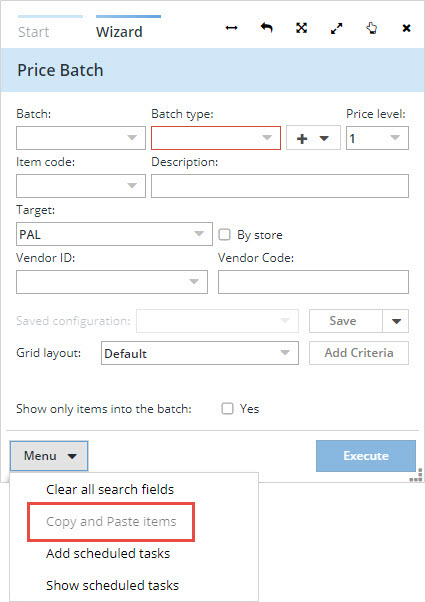 Start Wizard
Price Batch
Batch: Batch type: Price level:
1
Item code: Description:
Target:
PAL By store
Vendor ID: Vendor Code:
Saved configuration: Save
Grid layout: Default Add Criteria
Show only items into the batch: Yes
Menu Execute
Clear all search fields
Copy and Paste items
Add scheduled tasks
Show scheduled tasks